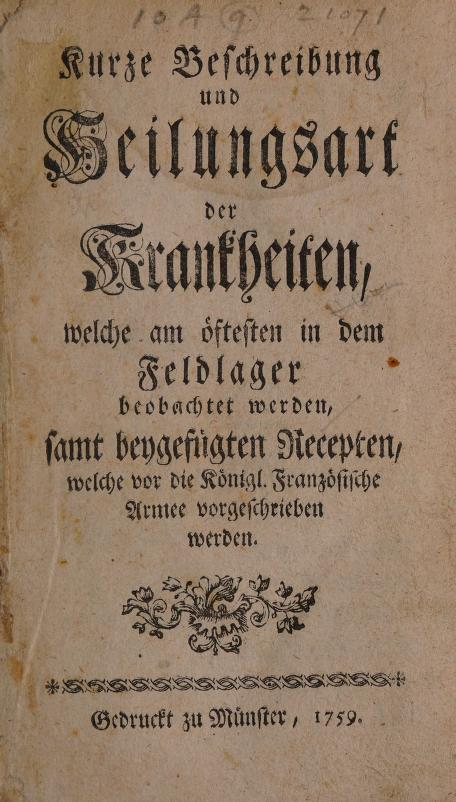 10 A 9. 21071
Kurze Beschreibung
und
Heilungsart
der
Krankheiten,
welche am öftesten in dem
Feldlager
beobachtet werden,
samt beygefügten Recepten,
welche vor die Königl. Französische
Armee vorgeschrieben
werden.
Gedruckt zu Münster, 1759.